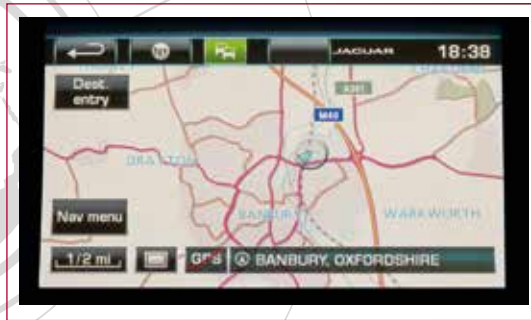 JAGUAR 18:38
Dest.
entry
A361
M40
DRAYTON
BANBURY
WARKWORTH
Nav menu
1/2 mi
GPS
BANBURY, OXFORDSHIRE